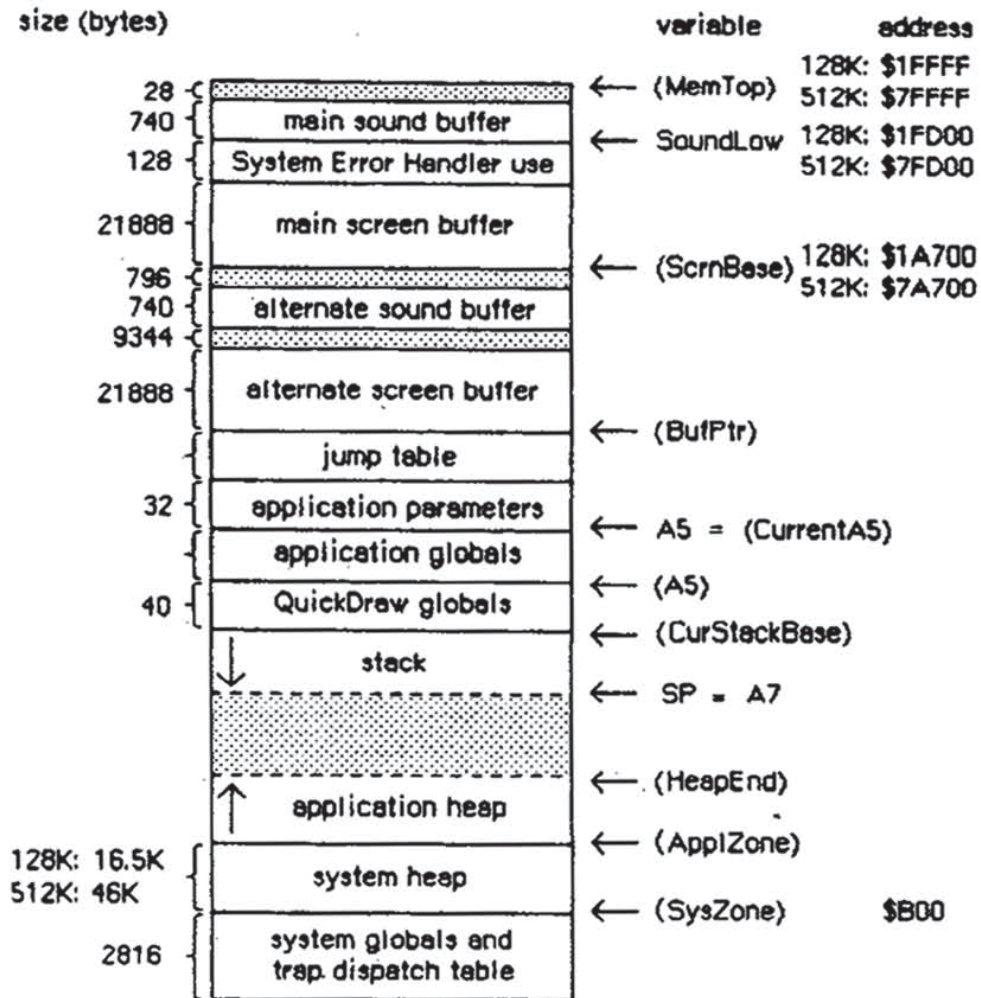 size (bytes)
variable address
28
(MemTop) 128K: $1FFFF
512K: $7FFFF
740 main sound buffer
SoundLow 128K: $1FD00
512K: $7FD00
128 System Error Handler use
21888 main screen buffer
(ScrnBase) 128K: $1A700
512K: $7A700
796
740 alternate sound buffer
9344
21888 alternate screen buffer
(BufPtr)
jump table
32 application parameters
A5 = (CurrentA5)
application globals
(A5)
40 QuickDraw globals
(CurStackBase)
stack
SP = A7
(HeapEnd)
application heap
(ApplZone)
128K: 16.5K
512K: 46K
system heap
(SysZone) $B00
2816
system globals and
trap dispatch table